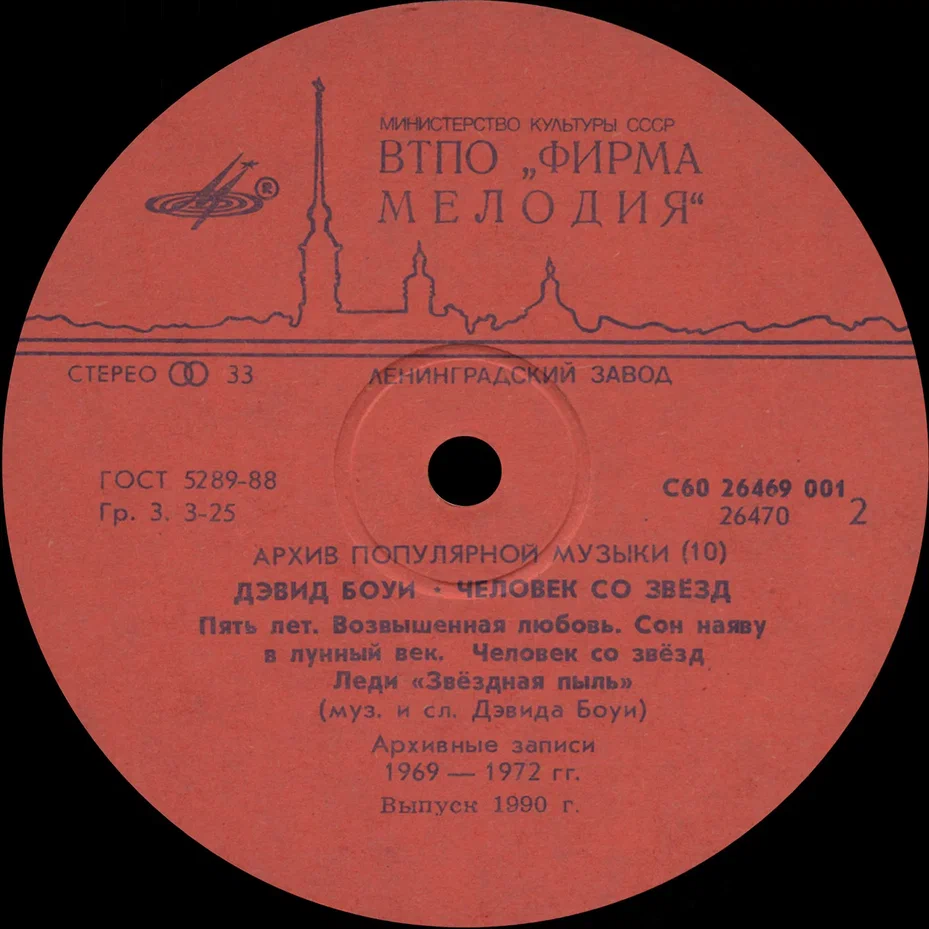 МИНИСТЕРСТВО КУЛЬТУРЫ СССР
ВТПО „ФИРМА
МЕЛОДИЯ“
®
СТЕРЕО 33
ЛЕНИНГРАДСКИЙ ЗАВОД
ГОСТ 5289-88
Гр. 3. 3-25
С60 26469 001
26470
2
АРХИВ ПОПУЛЯРНОЙ МУЗЫКИ (10)
ДЭВИД БОУИ · ЧЕЛОВЕК СО ЗВЁЗД
Пять лет. Возвышенная любовь. Сон наяву
в лунный век. Человек со звёзд
Леди «Звёздная пыль»
(муз. и сл. Дэвида Боуи)
Архивные записи
1969 — 1972 гг.
Выпуск 1990 г.